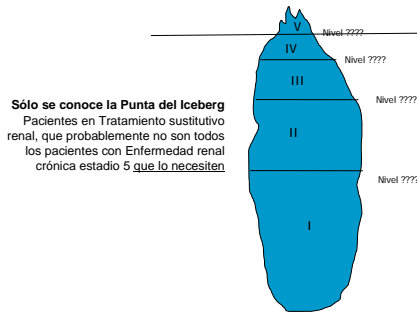 V
Nivel ????
IV
Nivel ????
III
Sólo se conoce la Punta del Iceberg
Nivel ????
Pacientes en Tratamiento sustitutivo
renal, que probablemente no son todos
II
los pacientes con Enfermedad renal
crónica estadio 5 que lo necesiten
Nivel ????
I